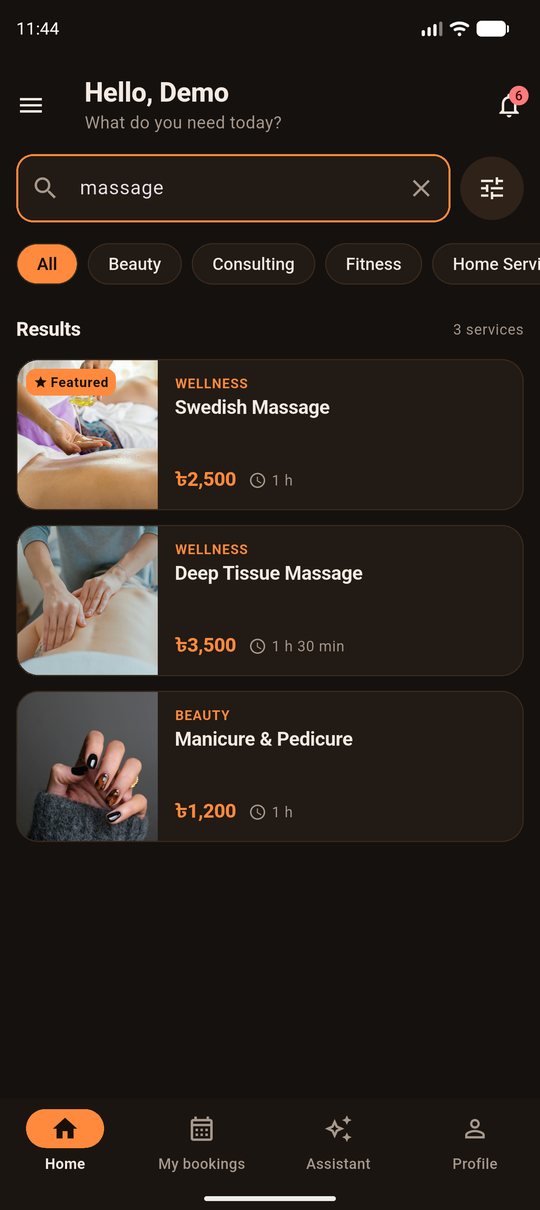 11:44
Hello, Demo
What do you need today?
6
massage
All
Beauty
Consulting
Fitness
Home Servi
Results
3 services
Featured
WELLNESS
Swedish Massage
৳2,500
1 h
WELLNESS
Deep Tissue Massage
৳3,500
1 h 30 min
BEAUTY
Manicure & Pedicure
৳1,200
1 h
Home
My bookings
Assistant
Profile